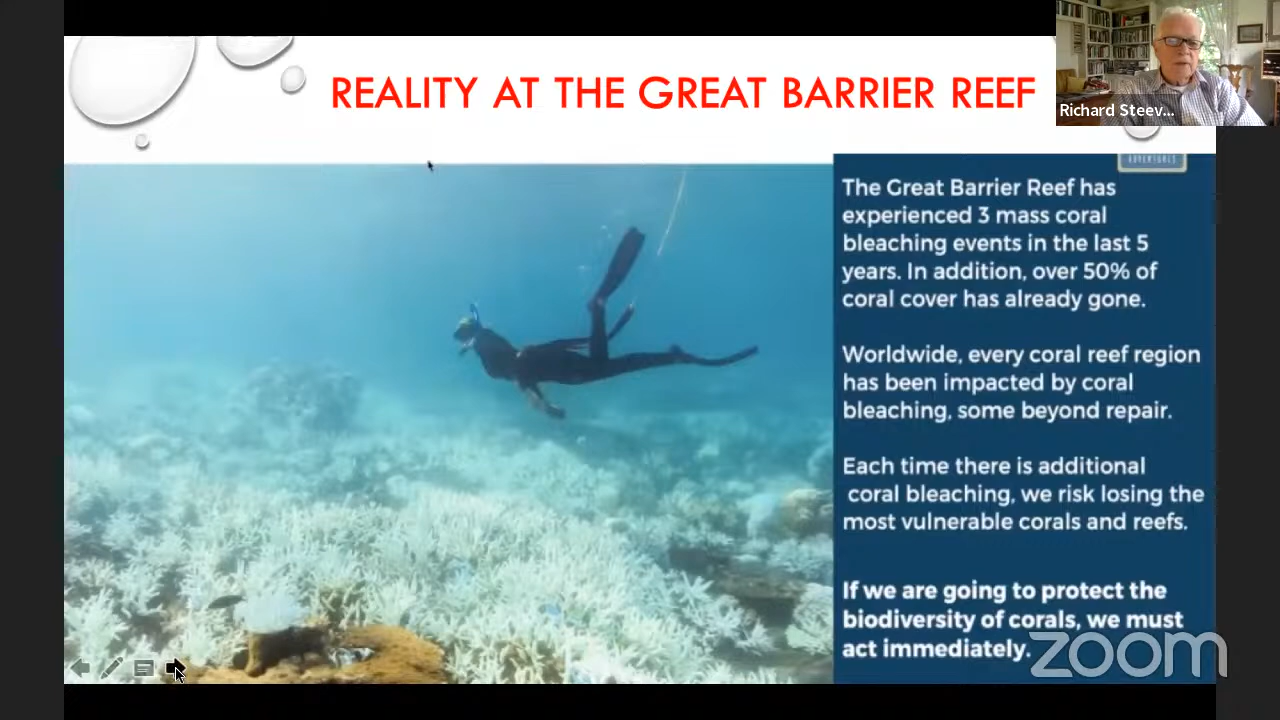 REALITY AT THE GREAT BARRIER REEF
Richard Steev...
ADVENTURES
The Great Barrier Reef has
experienced 3 mass coral
bleaching events in the last 5
years. In addition, over 50% of
coral cover has already gone.
Worldwide, every coral reef region
has been impacted by coral
bleaching, some beyond repair.
Each time there is additional
coral bleaching, we risk losing the
most vulnerable corals and reefs.
If we are going to protect the
biodiversity of corals, we must
act immediately.
zoom